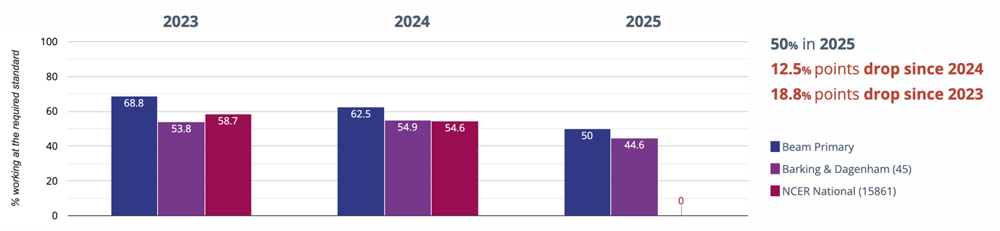 2023 2024 2025
% working at the required standard
100
80
60
40
20
0
68.8 53.8 58.7
62.5 54.9 54.6
50 44.6 0
50% in 2025
12.5% points drop since 2024
18.8% points drop since 2023
Beam Primary
Barking & Dagenham (45)
NCER National (15861)